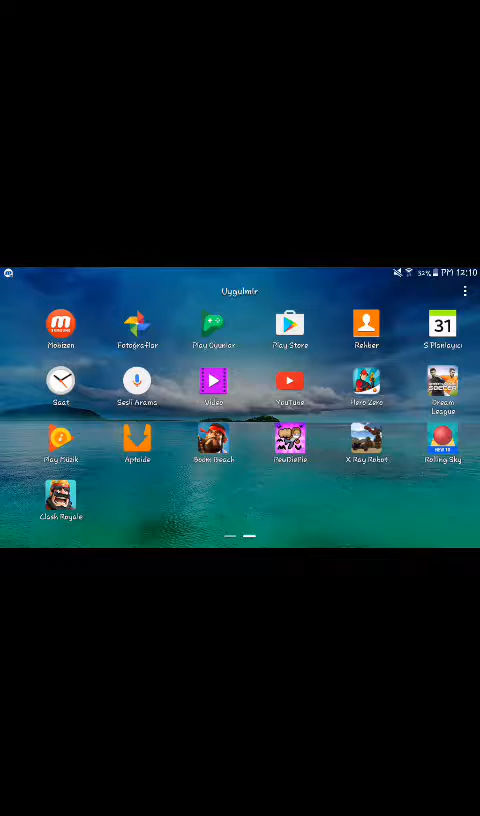 32% PM 12:10
Uygulmlr
Mobizen Fotoğraflar Play Oyunlar Play Store Rehber 31 S Planlayıcı
Saat Sesli Arama Video YouTube Hero Zero Dream League
Play Müzik Aptoide Boom Beach PewDiePie X Ray Robot Rolling Sky
Clash Royale